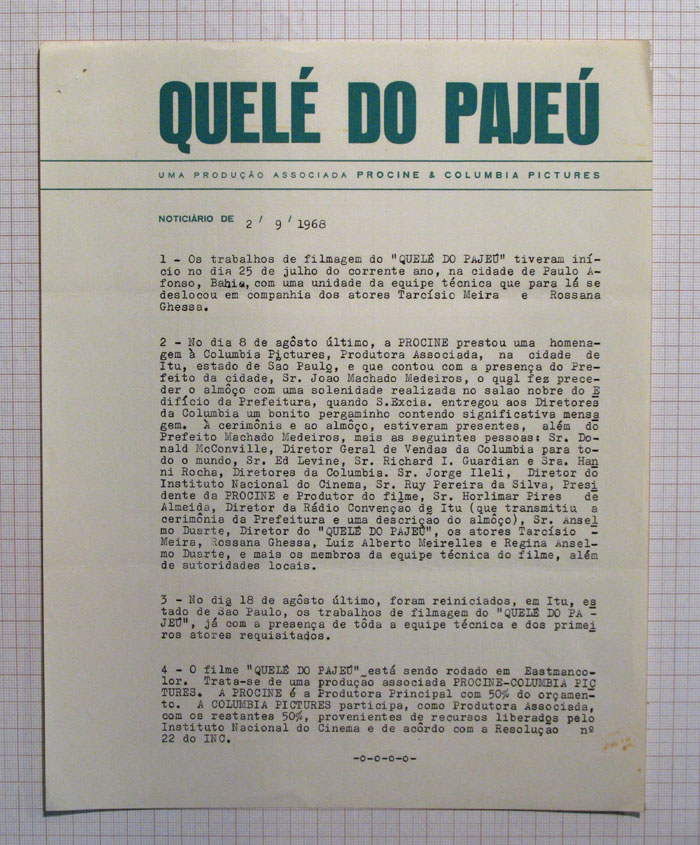 QUELÉ DO PAJEÚ
UMA PRODUÇÃO ASSOCIADA PROCINE & COLUMBIA PICTURES
NOTICIÁRIO DE 2 / 9 / 1968
1 - Os trabalhos de filmagem do "QUELÉ DO PAJEÚ" tiveram iní-
cio no dia 25 de julho do corrente ano, na cidade de Paulo A-
fonso, Bahia, com uma unidade da equipe técnica que para lá se
deslocou em companhia dos atores Tarcísio Meira e Rossana
Ghessa.
2 - No dia 8 de agôsto último, a PROCINE prestou uma homena-
gem à Columbia Pictures, Produtora Associada, na cidade de
Itu, estado de Sao Paulo, e que contou com a presença do Pre-
feito da cidade, Sr. Joao Machado Medeiros, o qual fez prece-
der o almôço com uma solenidade realizada no salao nobre do E
difício da Prefeitura, quando S.Excia. entregou aos Diretores
da Columbia um bonito pergaminho contendo significativa mensa
gem. À cerimônia e ao almôço, estiveram presentes, além do
Prefeito Machado Medeiros, mais as seguintes pessoas: Sr. Do-
nald McConville, Diretor Geral de Vendas da Columbia para to-
do o mundo, Sr. Ed Levine, Sr. Richard I. Guardian e Sra. Han
ni Rocha, Diretores da Columbia. Sr. Jorge Ileli, Diretor do
Instituto Nacional do Cinema, Sr. Ruy Pereira da Silva, Presi
dente da PROCINE e Produtor do filme, Sr. Horlimar Pires de
Almeida, Diretor da Rádio Convençao de Itu (que transmitiu a
cerimônia da Prefeitura e uma descriçao do almôço), Sr. Ansel
mo Duarte, Diretor do "QUELÉ DO PAJEÚ", os atores Tarcísio -
Meira, Rossana Ghessa, Luiz Alberto Meirelles e Regina Ansel-
mo Duarte, e mais os membros da equipe técnica do filme, além
de autoridades locais.
3 - No dia 18 de agôsto último, foram reiniciados, em Itu, es
tado de Sao Paulo, os trabalhos de filmagem do "QUELÉ DO PA -
JEÚ", já com a presença de tôda a equipe técnica e dos primei
ros atores requisitados.
4 - O filme "QUELÉ DO PAJEÚ" está sendo rodado em Eastmanco-
lor. Trata-se de uma produção associada PROCINE-COLUMBIA PIC
TURES. A PROCINE é a Produtora Principal com 50% do orçamen-
to. A COLUMBIA PICTURES participa, como Produtora Associada,
com os restantes 50%, provenientes de recursos liberados pelo
Instituto Nacional do Cinema e de acôrdo com a Resoluçao nº
22 do INC.
-o-o-o-o-